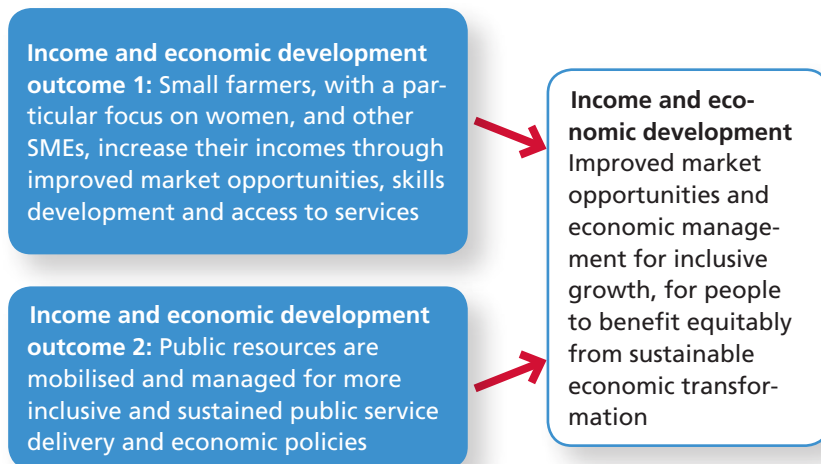 Income and economic development
outcome 1: Small farmers, with a par-
ticular focus on women, and other
SMEs, increase their incomes through
improved market opportunities, skills
development and access to services
Income and economic development
outcome 2: Public resources are
mobilised and managed for more
inclusive and sustained public service
delivery and economic policies
Income and eco-
nomic development
Improved market
opportunities and
economic manage-
ment for inclusive
growth, for people
to benefit equitably
from sustainable
economic transfor-
mation